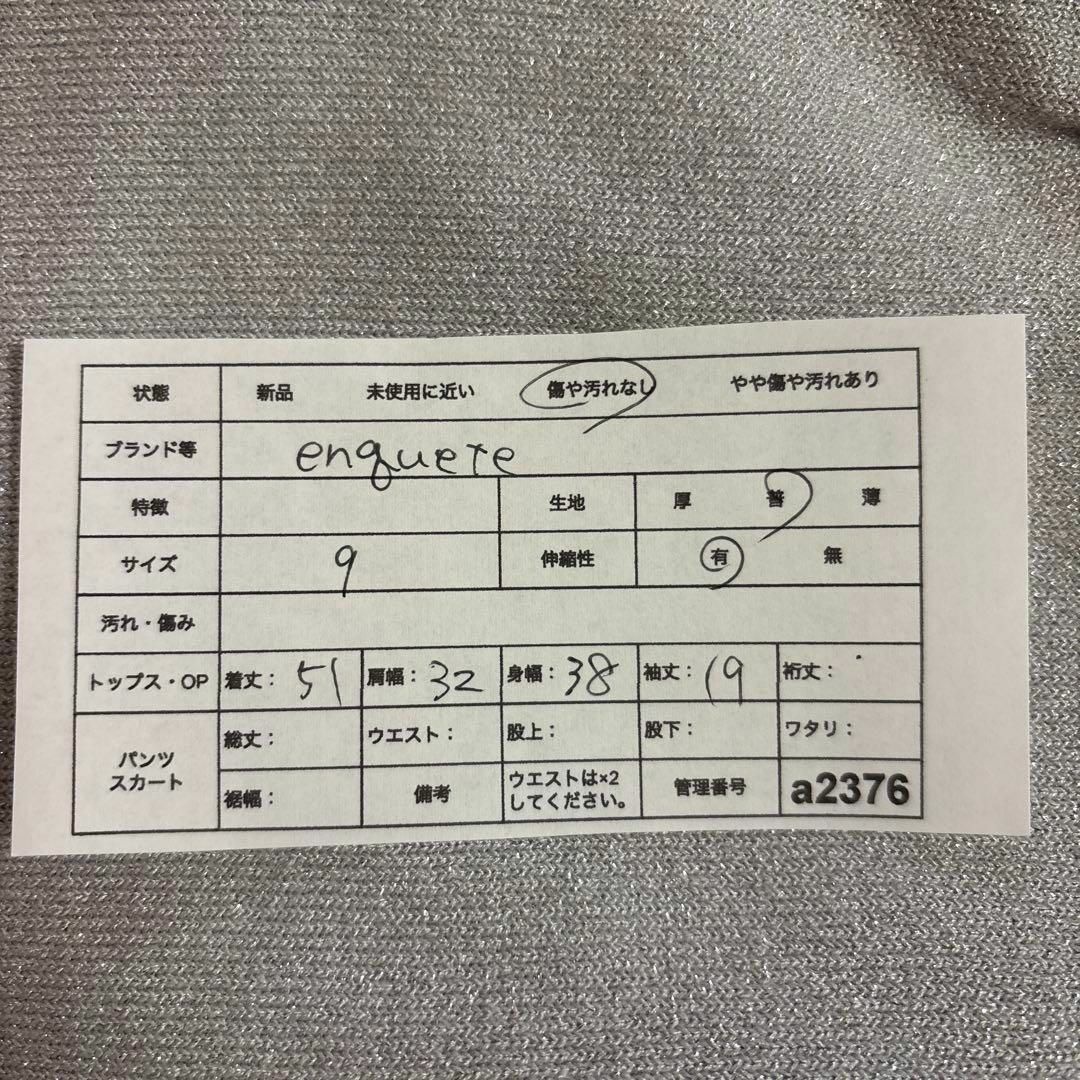 状態 新品 未使用に近い 傷や汚れなし やや傷や汚れあり
ブランド等 enquete
特徴 生地 厚 普 薄
サイズ 9 伸縮性 有 無
汚れ・傷み
トップス・OP 着丈: 51 肩幅: 32 身幅: 38 袖丈: 19 裄丈:
パンツ スカート 総丈: ウエスト: 股上: 股下: ワタリ:
裾幅: 備考 ウエストは×2してください。 管理番号 a2376